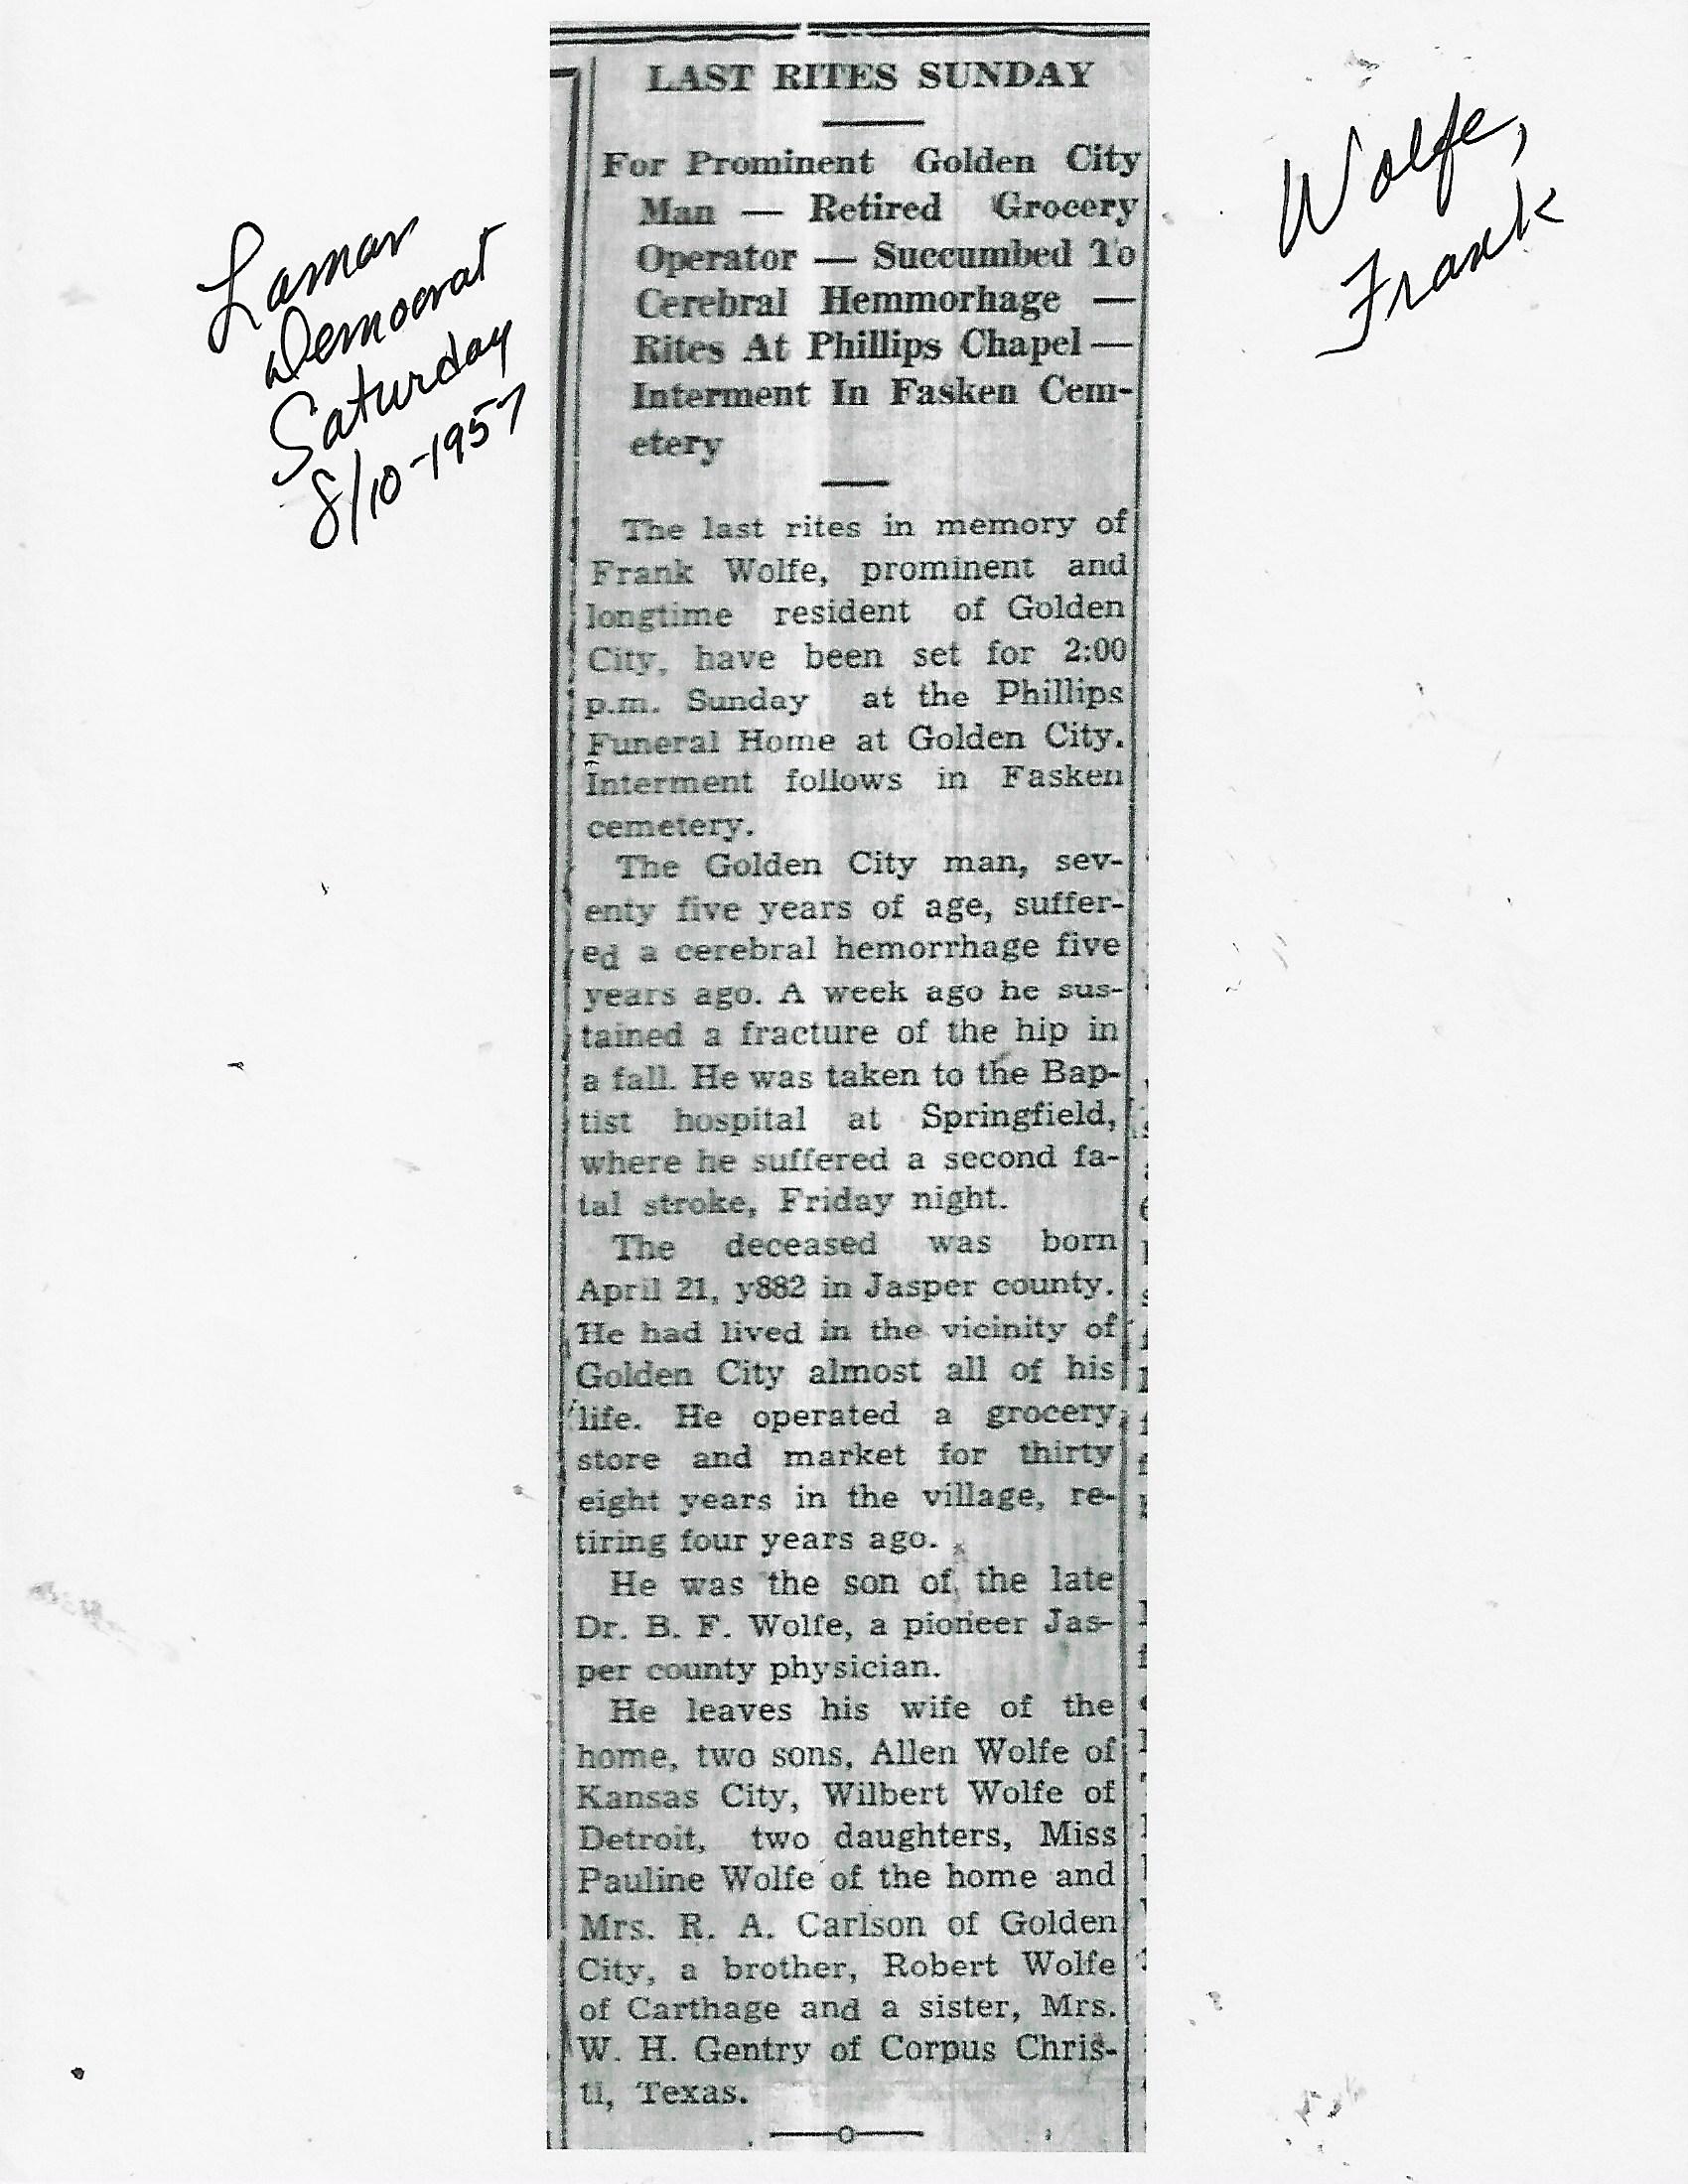 Lamar
Democrat
Saturday
8/10-1957
Wolfe,
Frank
LAST RITES SUNDAY
For Prominent Golden City
Man — Retired Grocery
Operator — Succumbed To
Cerebral Hemmorhage —
Rites At Phillips Chapel —
Interment In Fasken Cem-
etery
The last rites in memory of
Frank Wolfe, prominent and
longtime resident of Golden
City, have been set for 2:00
p.m. Sunday at the Phillips
Funeral Home at Golden City.
Interment follows in Fasken
cemetery.
The Golden City man, sev-
enty five years of age, suffer-
ed a cerebral hemorrhage five
years ago. A week ago he sus-
tained a fracture of the hip in
a fall. He was taken to the Bap-
tist hospital at Springfield,
where he suffered a second fa-
tal stroke, Friday night.
The deceased was born
April 21, y882 in Jasper county.
He had lived in the vicinity of
Golden City almost all of his
life. He operated a grocery
store and market for thirty
eight years in the village, re-
tiring four years ago.
He was the son of the late
Dr. B. F. Wolfe, a pioneer Jas-
per county physician.
He leaves his wife of the
home, two sons, Allen Wolfe of
Kansas City, Wilbert Wolfe of
Detroit, two daughters, Miss
Pauline Wolfe of the home and
Mrs. R. A. Carlson of Golden
City, a brother, Robert Wolfe
of Carthage and a sister, Mrs.
W. H. Gentry of Corpus Chris-
ti, Texas.